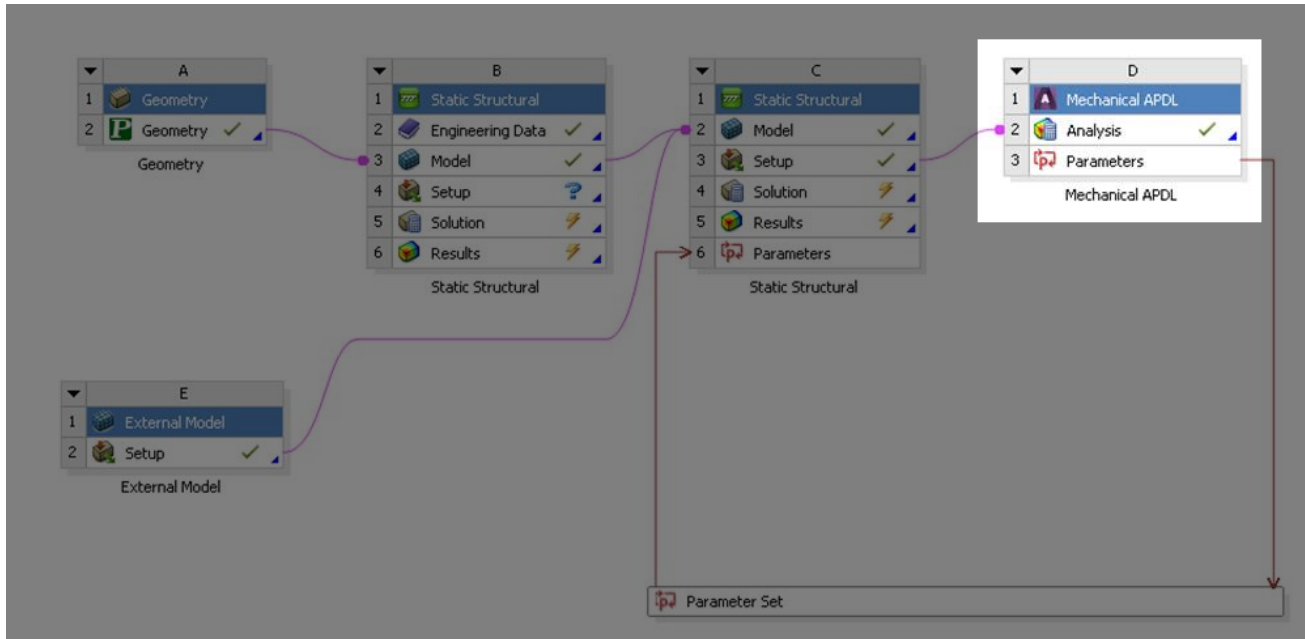 A
1 Geometry
2 Geometry
Geometry
B
1 Static Structural
2 Engineering Data
3 Model
4 Setup
5 Solution
6 Results
Static Structural
C
1 Static Structural
2 Model
3 Setup
4 Solution
5 Results
6 Parameters
Static Structural
D
1 Mechanical APDL
2 Analysis
3 Parameters
Mechanical APDL
E
1 External Model
2 Setup
External Model
Parameter Set